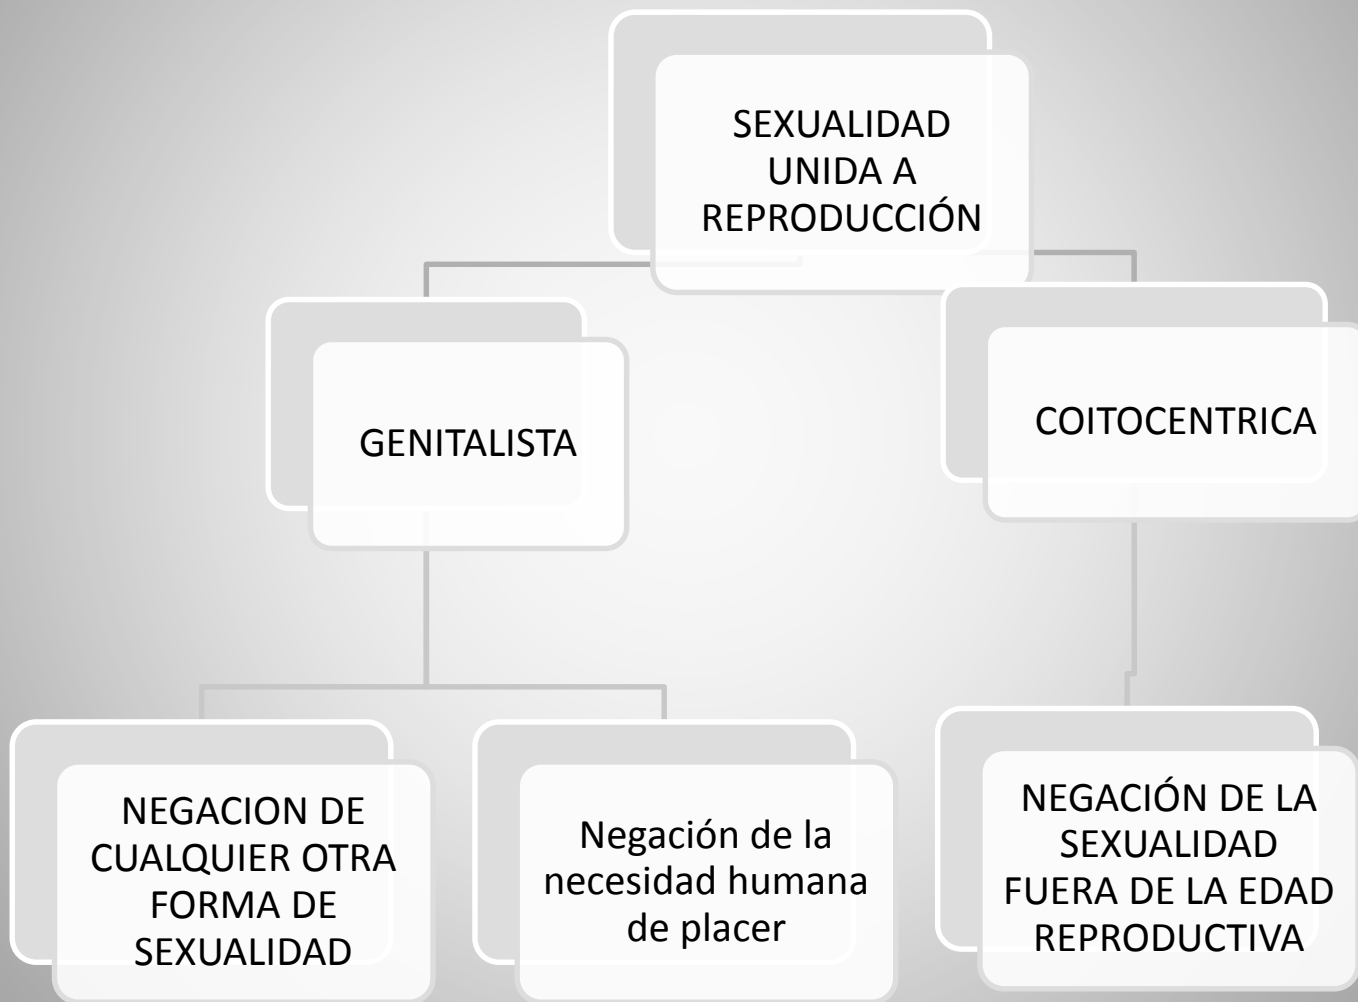 SEXUALIDAD
UNIDA A
REPRODUCCIÓN
GENITALISTA
COITOCENTRICA
NEGACION DE
CUALQUIER OTRA
FORMA DE
SEXUALIDAD
Negación de la
necesidad humana
de placer
NEGACIÓN DE LA
SEXUALIDAD
FUERA DE LA EDAD
REPRODUCTIVA